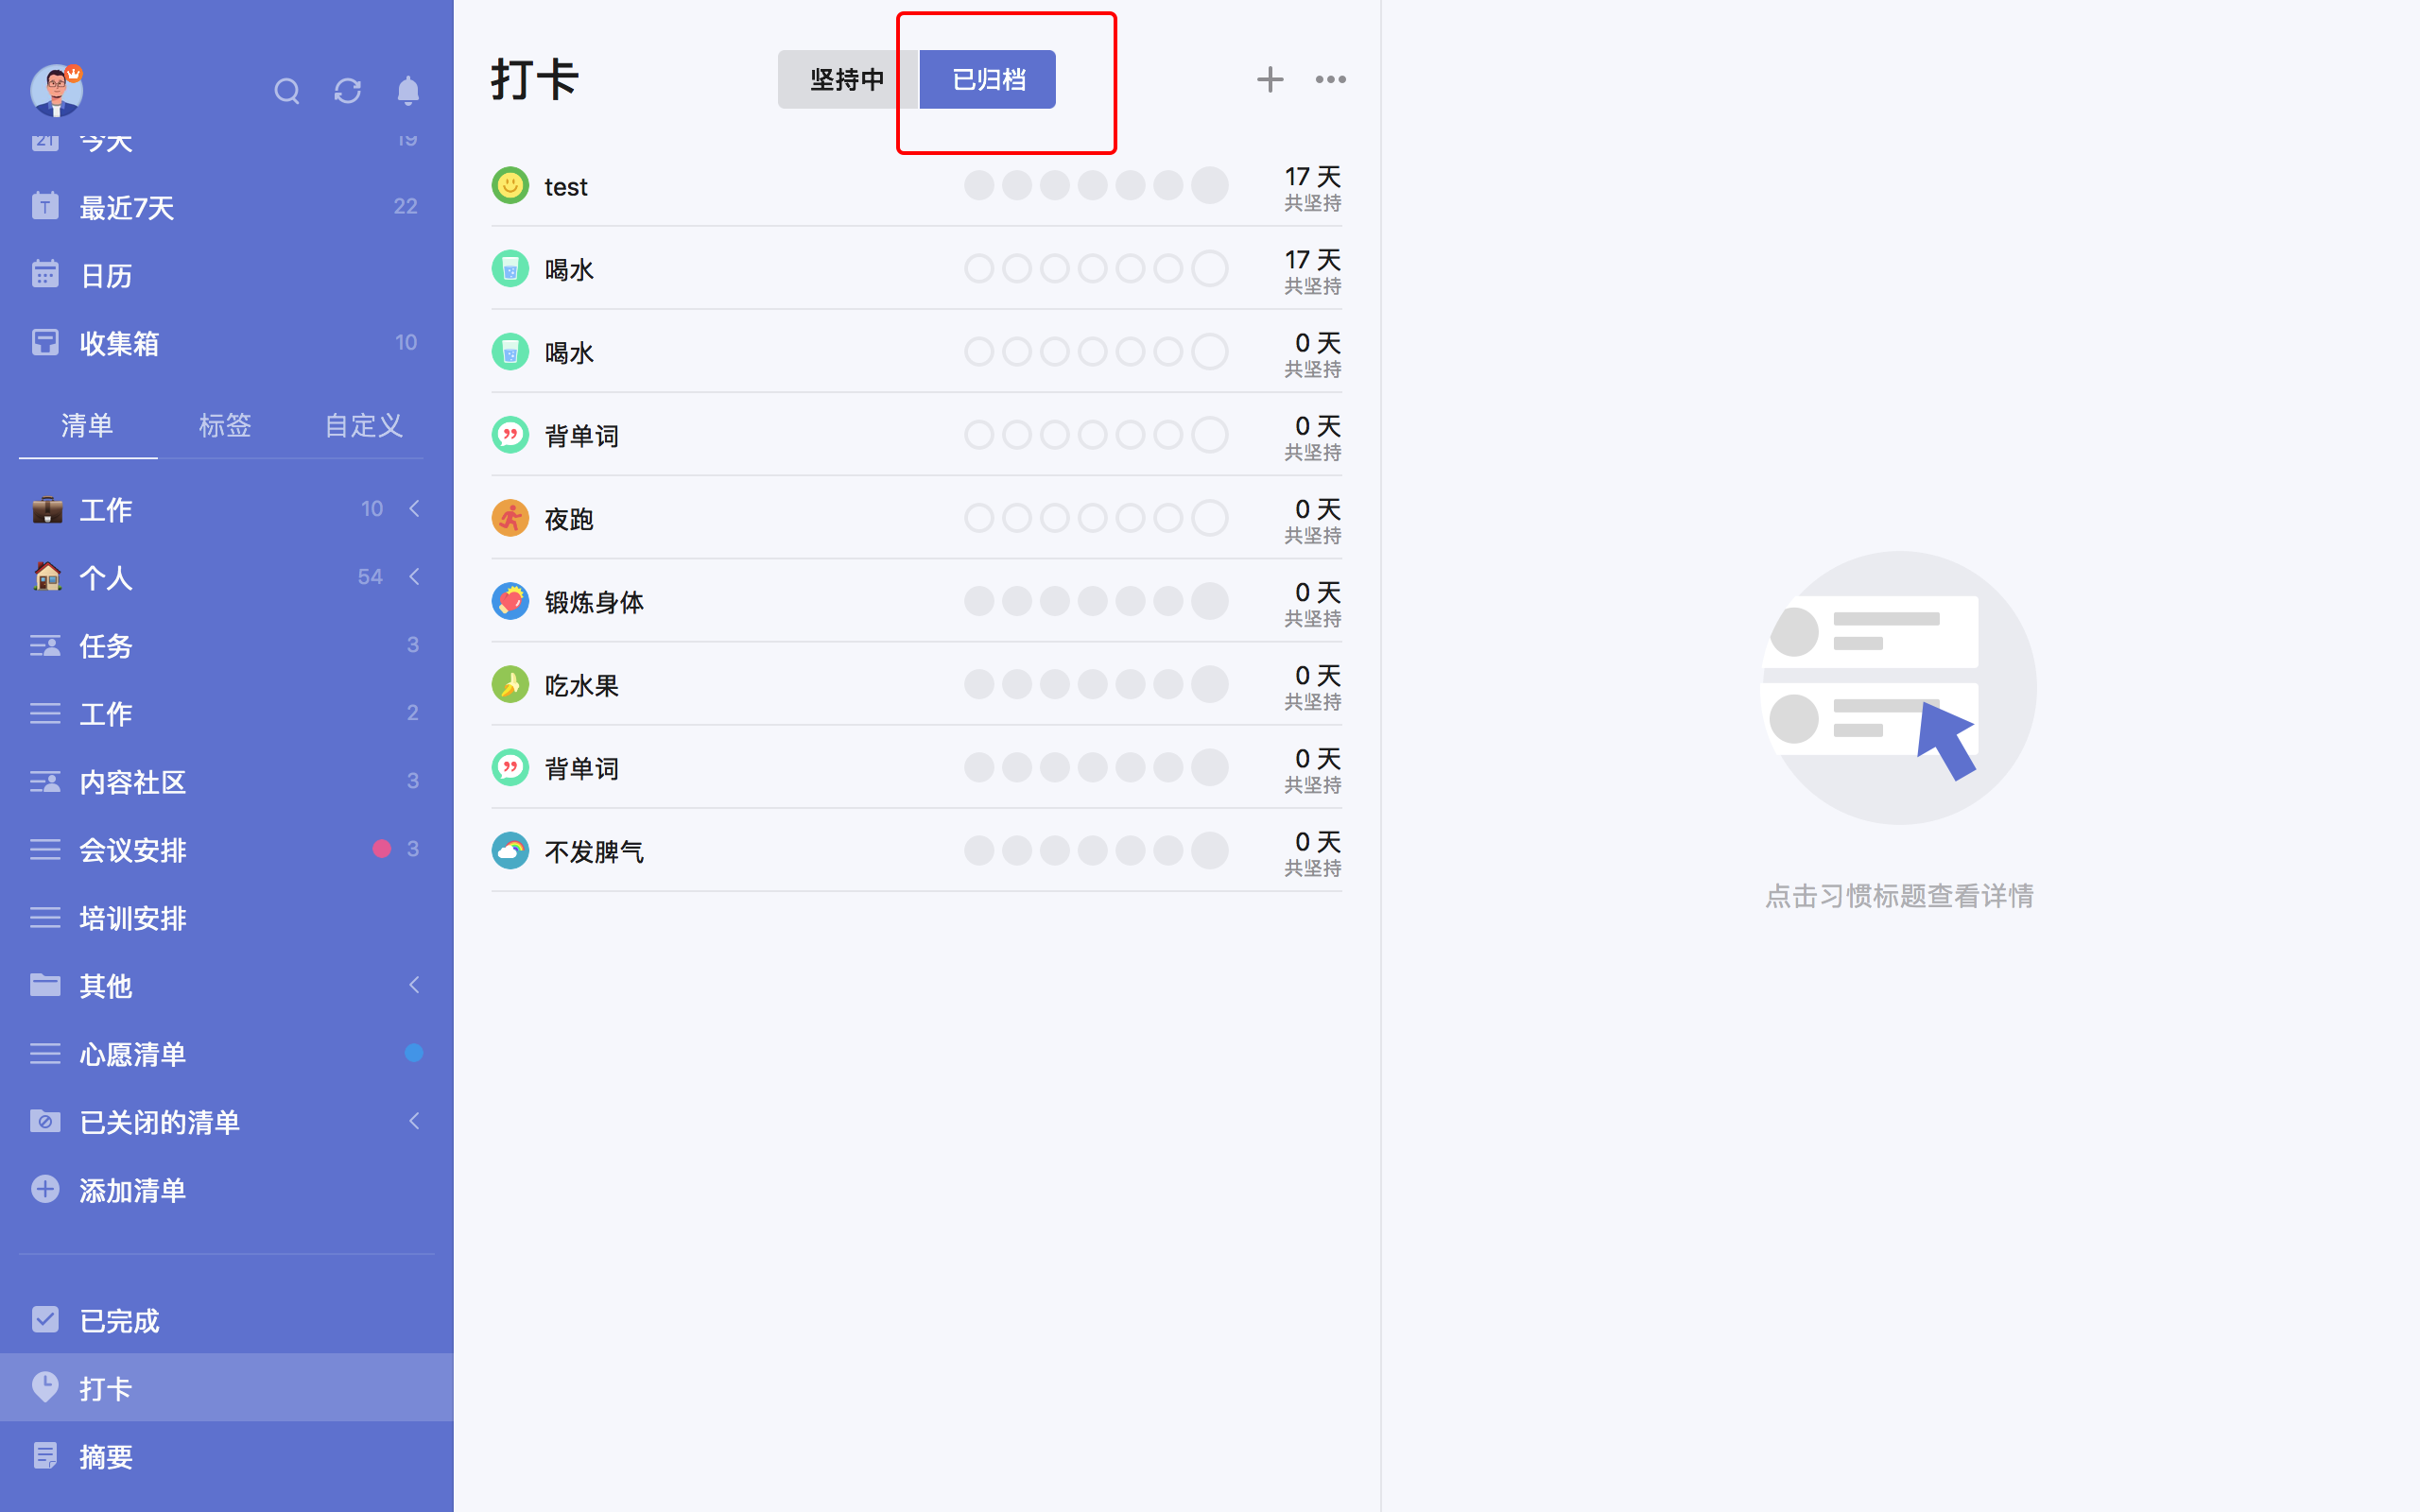 今天 19
最近7天 22
日历
收集箱 10
清单 标签 自定义
工作 10
个人 54
任务 3
工作 2
内容社区 3
会议安排 3
培训安排
其他
心愿清单
已关闭的清单
添加清单
已完成
打卡
摘要
打卡 坚持中 已归档
test 17 天
共坚持
喝水 17 天
共坚持
喝水 0 天
共坚持
背单词 0 天
共坚持
夜跑 0 天
共坚持
锻炼身体 0 天
共坚持
吃水果 0 天
共坚持
背单词 0 天
共坚持
不发脾气 0 天
共坚持
点击习惯标题查看详情